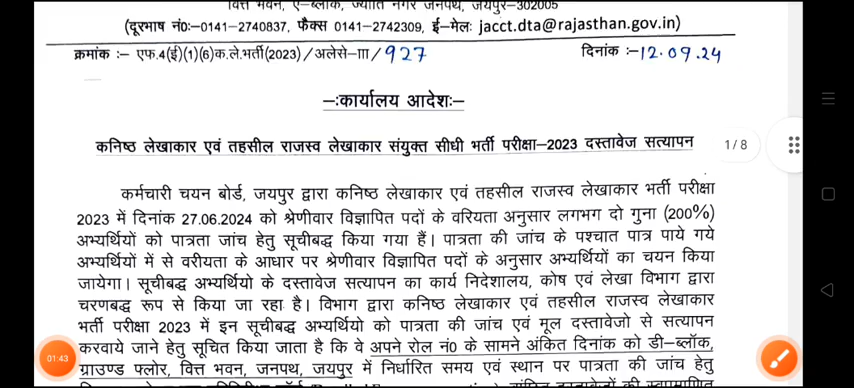 वित्त भवन, ए-ब्लॉक, ज्योति नगर जनपथ, जयपुर-302005
(दूरभाष नं0:-0141-2740837, फैक्स 0141-2742309, ई-मेलः jacct.dta@rajasthan.gov.in)
क्रमांक :- एफ.4(ई)(1)(6)क.ले.भर्ती(2023)/अलेसे-III/927 दिनांक :-12.09.24
-:कार्यालय आदेश:-
कनिष्ठ लेखाकार एवं तहसील राजस्व लेखाकार संयुक्त सीधी भर्ती परीक्षा-2023 दस्तावेज सत्यापन
1/8
कर्मचारी चयन बोर्ड, जयपुर द्वारा कनिष्ठ लेखाकार एवं तहसील राजस्व लेखाकार भर्ती परीक्षा
2023 में दिनांक 27.06.2024 को श्रेणीवार विज्ञापित पदों के वरियता अनुसार लगभग दो गुना (200%)
अभ्यर्थियों को पात्रता जांच हेतु सूचीबद्ध किया गया हैं। पात्रता की जांच के पश्चात पात्र पाये गये
अभ्यर्थियों में से वरीयता के आधार पर श्रेणीवार विज्ञापित पदों के अनुसार अभ्यर्थियों का चयन किया
जायेगा। सूचीबद्ध अभ्यर्थियो के दस्तावेज सत्यापन का कार्य निदेशालय, कोष एवं लेखा विभाग द्वारा
चरणबद्ध रूप से किया जा रहा है। विभाग द्वारा कनिष्ठ लेखाकार एवं तहसील राजस्व लेखाकार
भर्ती परीक्षा 2023 में इन सूचीबद्ध अभ्यर्थियो को पात्रता की जांच एवं मूल दस्तावेजो से सत्यापन
करवाये जाने हेतु सूचित किया जाता है कि वे अपने रोल नं0 के सामने अंकित दिनांक को डी-ब्लॉक,
ग्राउण्ड फ्लोर, वित्त भवन, जनपथ, जयपुर में निर्धारित समय एवं स्थान पर पात्रता की जांच हेतु
01:43